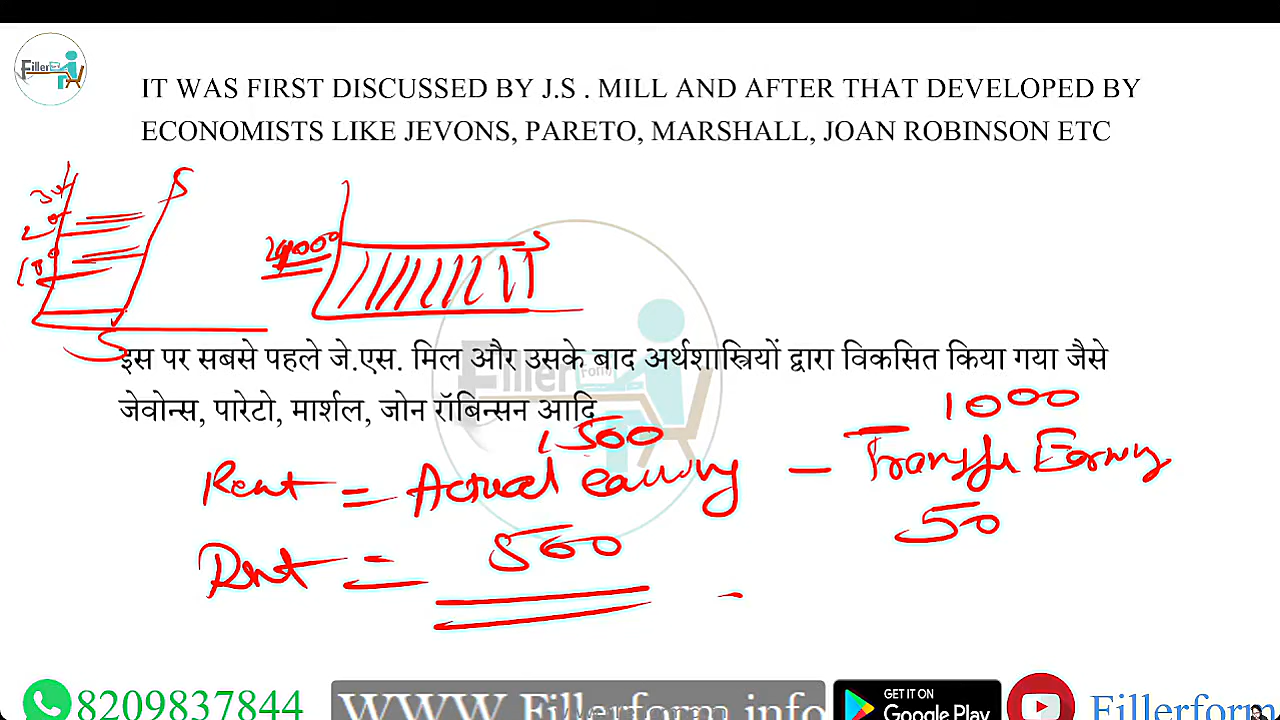 Filler form
IT WAS FIRST DISCUSSED BY J.S . MILL AND AFTER THAT DEVELOPED BY
ECONOMISTS LIKE JEVONS, PARETO, MARSHALL, JOAN ROBINSON ETC
S
S
S
इस पर सबसे पहले जे.एस. मिल और उसके बाद अर्थशास्त्रियों द्वारा विकसित किया गया जैसे
जेवोन्स, पारेटो, मार्शल, जोन रॉबिन्सन आदि
1500
1000
Rent = Actual earning - Transfer Earning
50
Rent = 500
8209837844
www.Fillerform.info
GET IT ON
Google Play
Fillerform